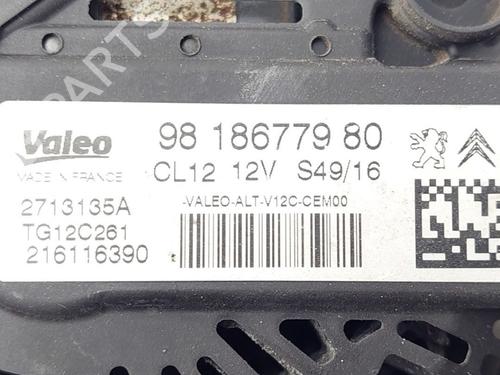 Valeo
MADE IN FRANCE
98 186779 80
CL12 12V S49/16
2713135A
TG12C261
216116390
-VALEO-ALT-V12C-CEM00